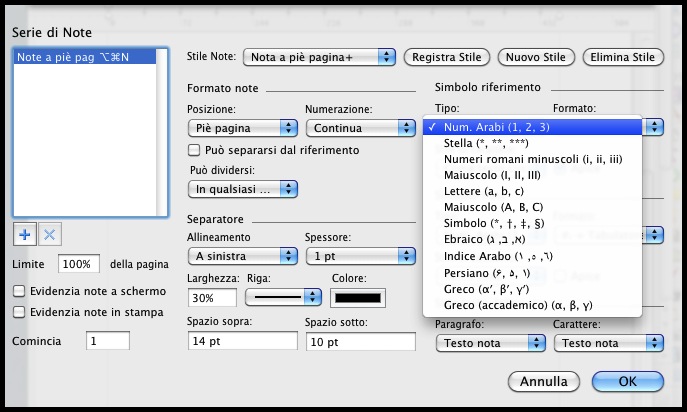 Serie di Note
Note a piè pag ⌥⌘N
Limite 100% della pagina
Evidenzia note a schermo
Evidenzia note in stampa
Comincia 1
Stile Note: Nota a piè pagina+ Registra Stile Nuovo Stile Elimina Stile
Formato note
Posizione: Numerazione:
Piè pagina Continua
Può separarsi dal riferimento
Può dividersi:
In qualsiasi ...
Separatore
Allineamento Spessore:
A sinistra 1 pt
Larghezza: Riga: Colore:
30%
Spazio sopra: Spazio sotto:
14 pt 10 pt
Simbolo riferimento
Tipo: Formato:
✓ Num. Arabi (1, 2, 3)
Stella (*, **, ***)
Numeri romani minuscoli (i, ii, iii)
Maiuscolo (I, II, III)
Lettere (a, b, c)
Maiuscolo (A, B, C)
Simbolo (*, †, ‡, §)
Ebraico (א, ב, ג)
Indice Arabo (١, ٥, ٦)
Persiano (۶, ۵, ۱)
Greco (α′, β′, γ′)
Greco (accademico) (α, β, γ)
Paragrafo: Carattere:
Testo nota Testo nota
Annulla OK